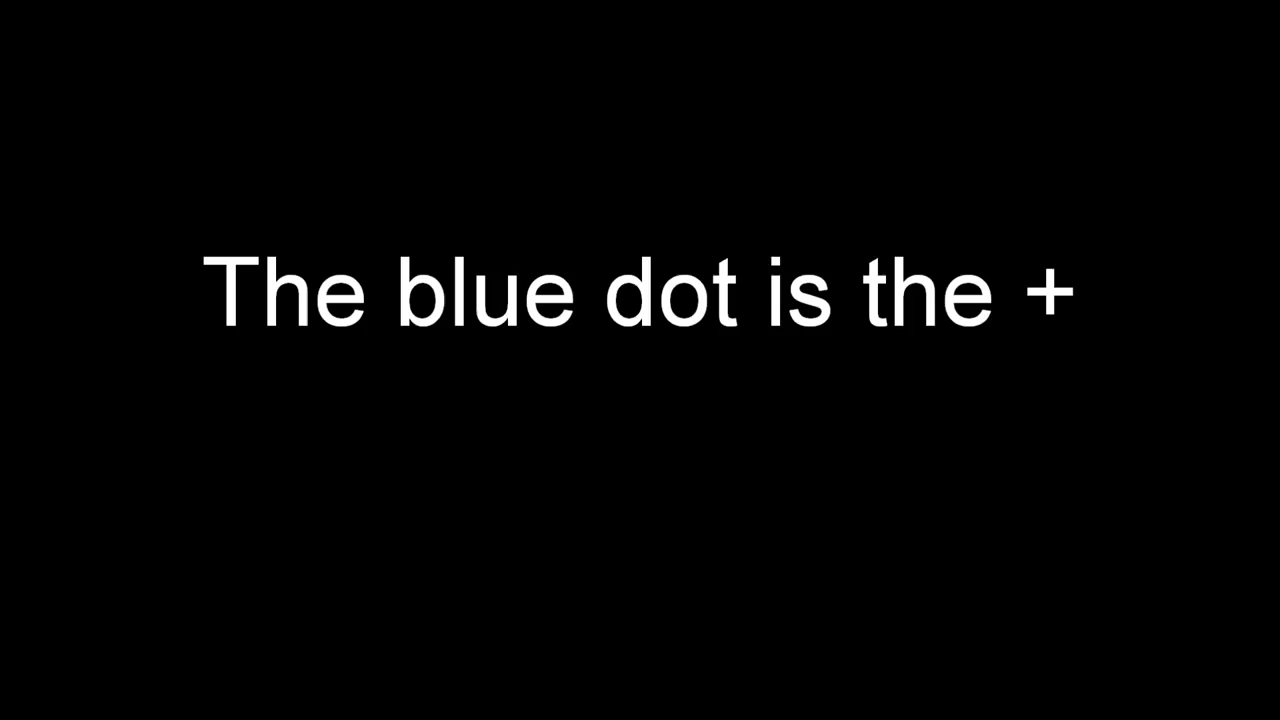 The blue dot is the +